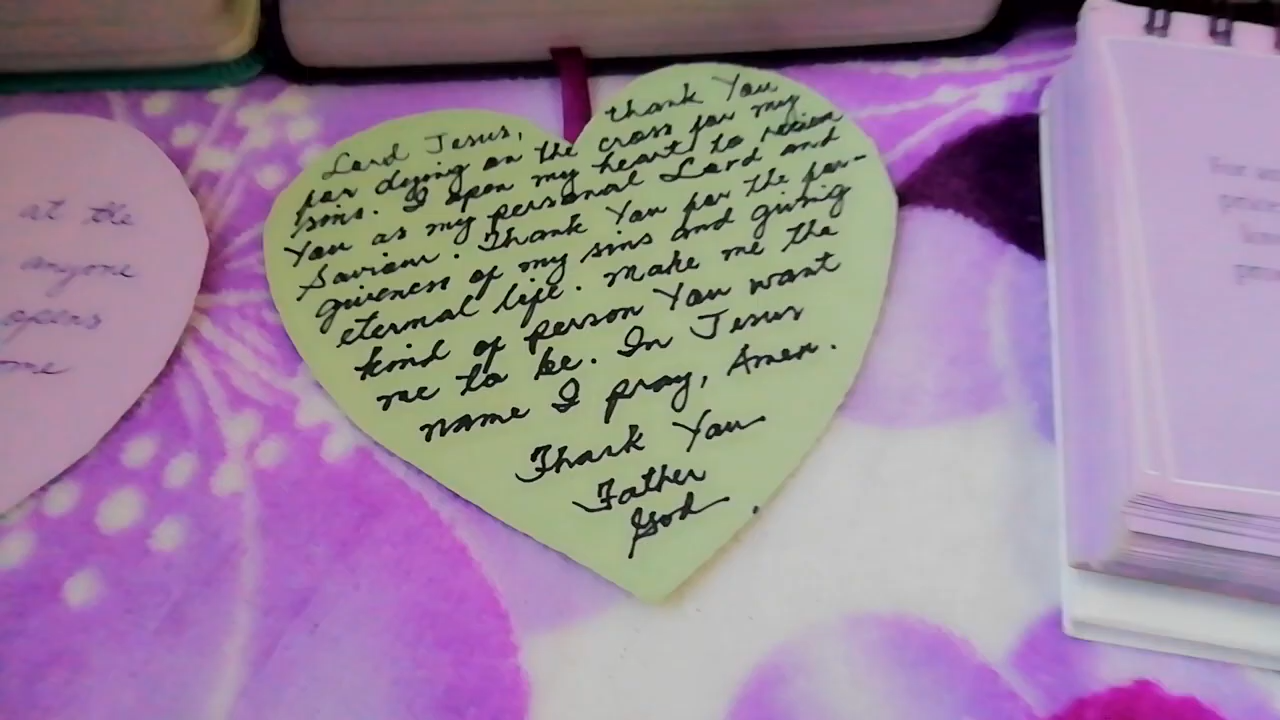 at the
anyone
opens
me
Lord Jesus, thank You
for dying on the cross for my
sins. I open my heart to receive
You as my personal Lord and
Saviour. Thank You for the for-
giveness of my sins and giving
eternal life. Make me the
kind of person You want
me to be. In Jesus
name I pray, Amen.
Thank You
Father
God.